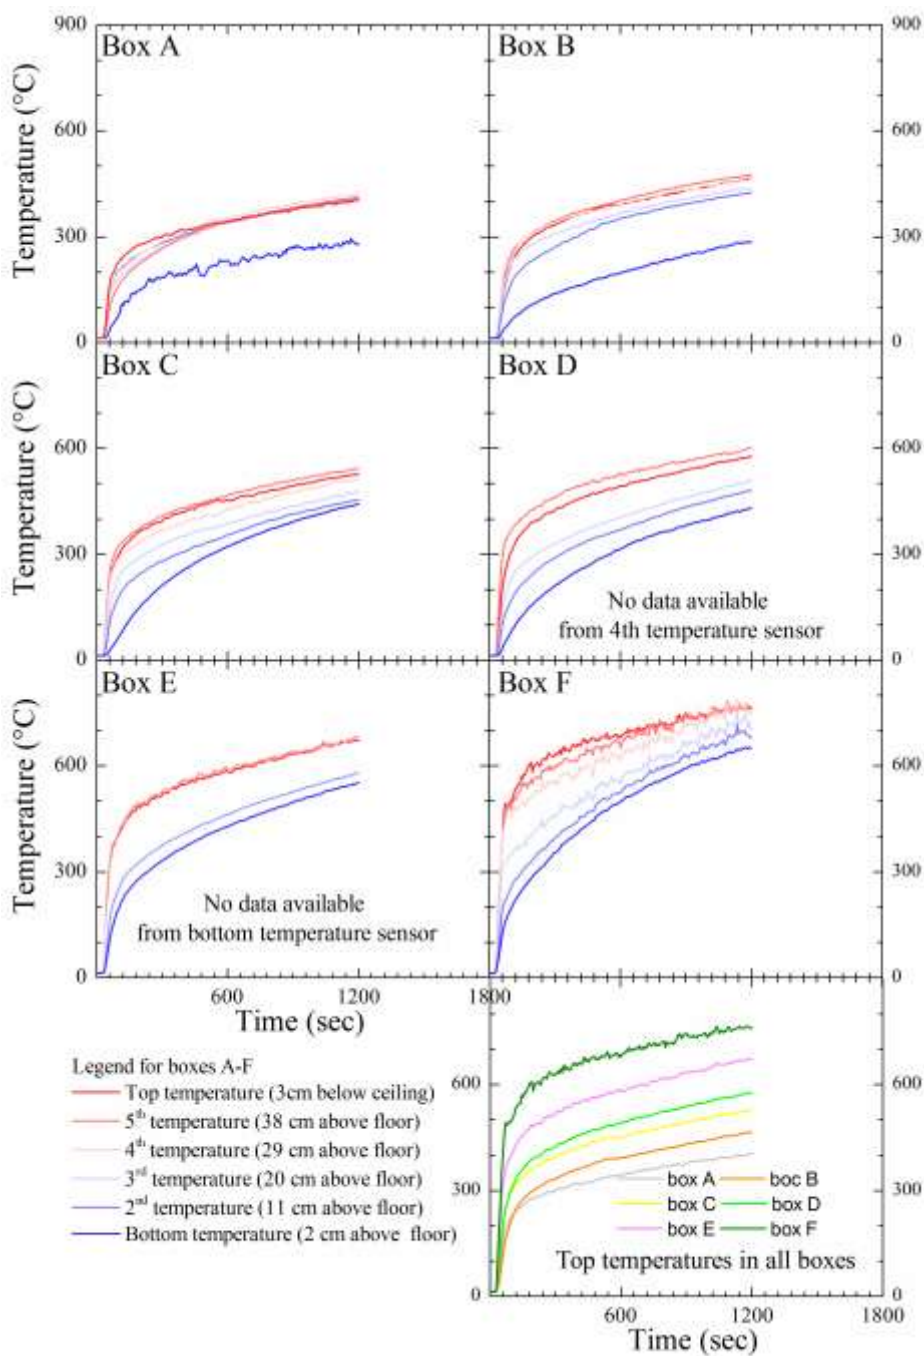 900
Box A
Box B
900
600
600
Temperature (°C)
300
300
0
0
Box C
Box D
600
600
Temperature (°C)
300
300
No data available
from 4th temperature sensor
0
0
Box E
Box F
600
600
Temperature (°C)
300
300
No data available
from bottom temperature sensor
0
0
600
1200
1800
Time (sec)
Legend for boxes A-F
Top temperature (3cm below ceiling)
5th temperature (38 cm above floor)
4th temperature (29 cm above floor)
3rd temperature (20 cm above floor)
2nd temperature (11 cm above floor)
Bottom temperature (2 cm above floor)
600
300
box A
boc B
box C
box D
box E
box F
Top temperatures in all boxes
0
0
600
1200
1800
Time (sec)